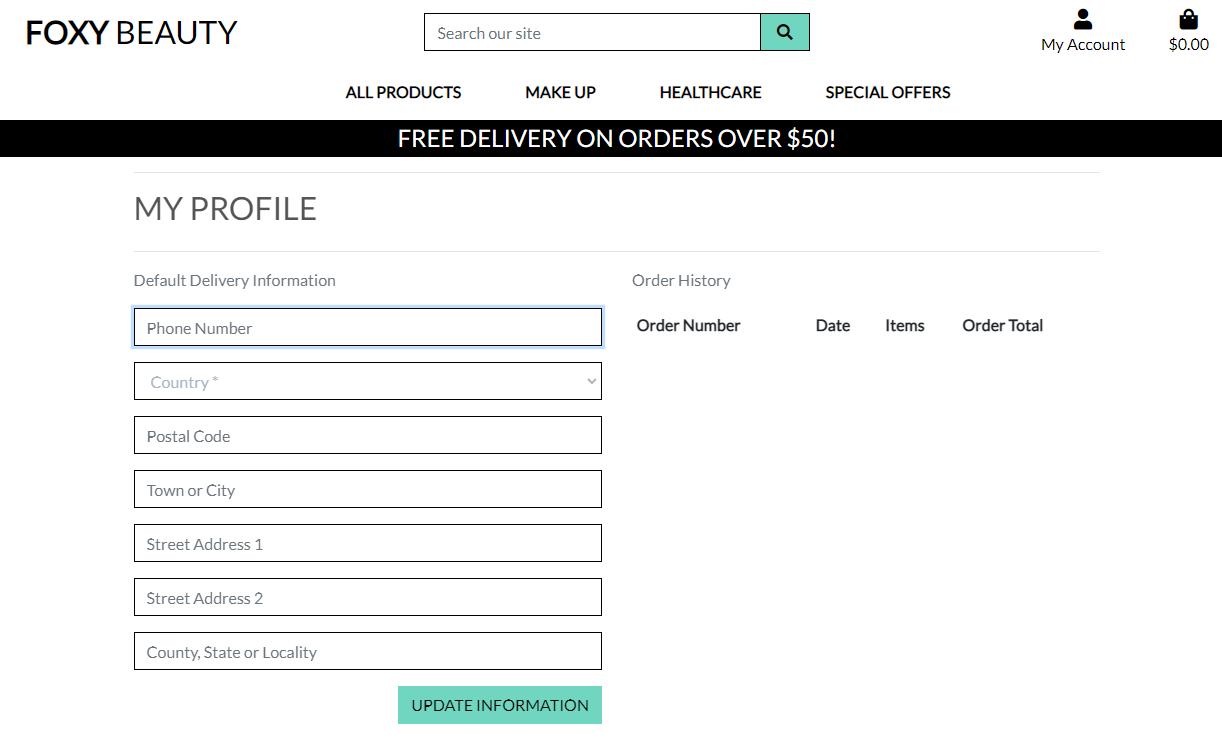 FOXY BEAUTY
Search our site
My Account
$0.00
ALL PRODUCTS MAKE UP HEALTHCARE SPECIAL OFFERS
FREE DELIVERY ON ORDERS OVER $50!
MY PROFILE
Default Delivery Information
Phone Number
Country *
Postal Code
Town or City
Street Address 1
Street Address 2
County, State or Locality
UPDATE INFORMATION
Order History
Order Number Date Items Order Total